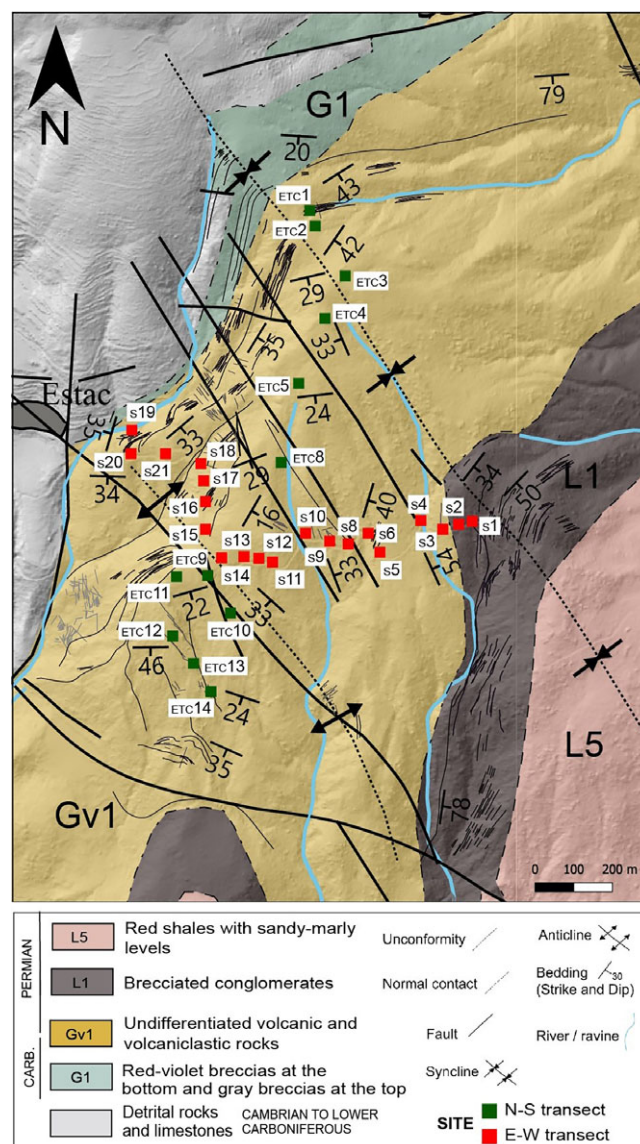 N
G1
79
20
43
ETC1
ETC2
42
ETC3
29
ETC4
33
35
ETC5
24
Estac
33
s19
s20
s21
33
s18
ETC8
29
s17
34
34
L1
50
s16
16
s10
s8
s6
40
s4
s2
s1
s15
s13
s12
s9
33
s5
s3
54
ETC9
s14
s11
ETC11
22
33
ETC12
ETC10
46
ETC13
24
ETC14
35
L5
Gv1
78
0 100 200 m
PERMIAN
CARB.
L5 Red shales with sandy-marly
levels
L1 Brecciated conglomerates
Gv1 Undifferentiated volcanic and
volcaniclastic rocks
G1 Red-violet breccias at the
bottom and gray breccias at the top
Detrital rocks
and limestones CAMBRIAN TO LOWER
CARBONIFEROUS
Unconformity
Normal contact
Fault
Syncline
Anticline
Bedding
(Strike and Dip)
30
River / ravine
SITE
N-S transect
E-W transect